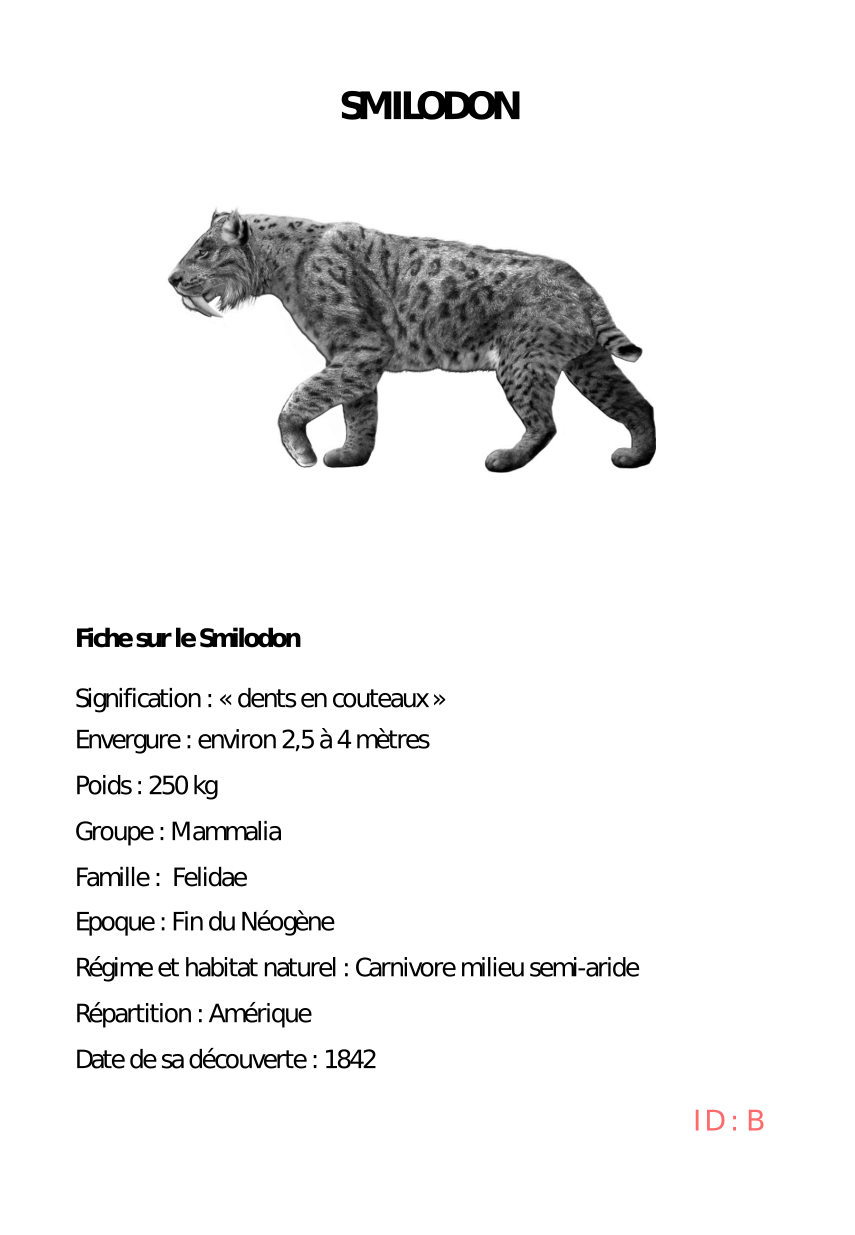 SMILODON
Fiche sur le Smilodon
Signification : « dents en couteaux »
Envergure : environ 2,5 à 4 mètres
Poids : 250 kg
Groupe : Mammalia
Famille :  Felidae
Epoque : Fin du Néogène
Régime et habitat naturel : Carnivore milieu semi-aride
Répartition : Amérique
Date de sa découverte : 1842
ID : B